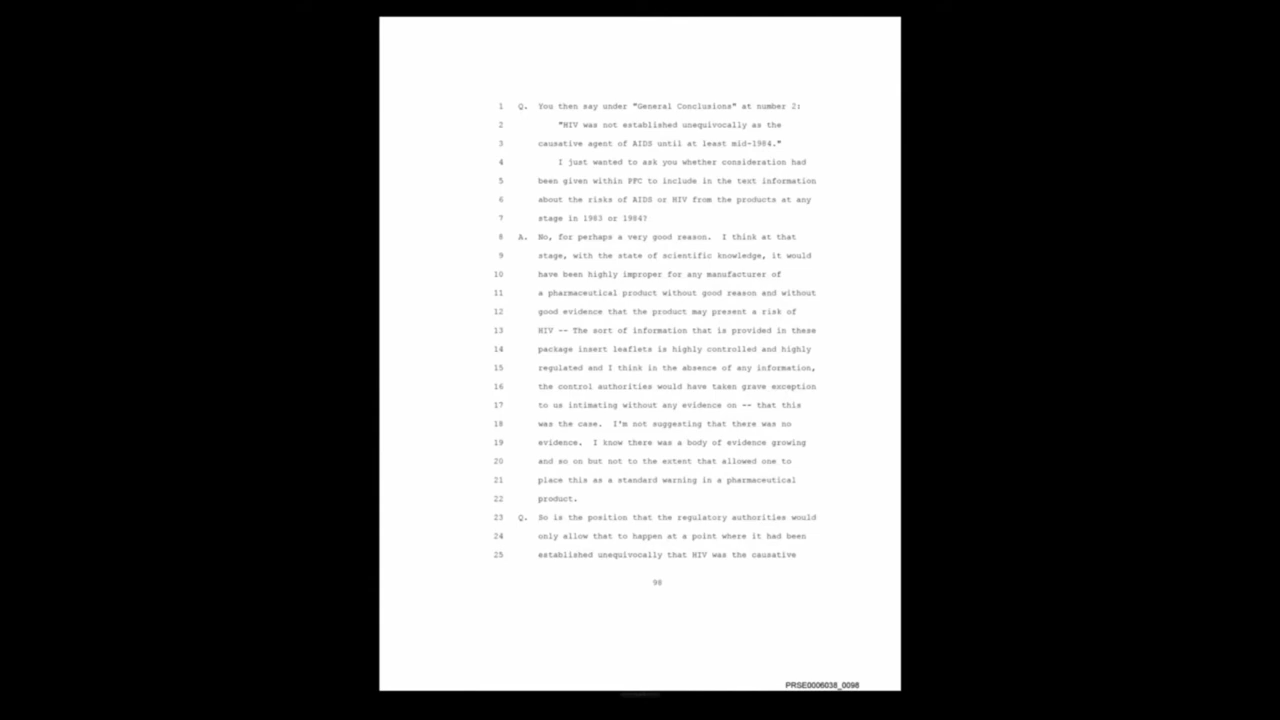 1 Q. You then say under "General Conclusions" at number 2:
2 "HIV was not established unequivocally as the
3 causative agent of AIDS until at least mid-1984."
4 I just wanted to ask you whether consideration had
5 been given within PFC to include in the text information
6 about the risks of AIDS or HIV from the products at any
7 stage in 1983 or 1984?
8 A. No, for perhaps a very good reason. I think at that
9 stage, with the state of scientific knowledge, it would
10 have been highly improper for any manufacturer of
11 a pharmaceutical product without good reason and without
12 good evidence that the product may present a risk of
13 HIV -- The sort of information that is provided in these
14 package insert leaflets is highly controlled and highly
15 regulated and I think in the absence of any information,
16 the control authorities would have taken grave exception
17 to us intimating without any evidence on -- that this
18 was the case. I'm not suggesting that there was no
19 evidence. I know there was a body of evidence growing
20 and so on but not to the extent that allowed one to
21 place this as a standard warning in a pharmaceutical
22 product.
23 Q. So is the position that the regulatory authorities would
24 only allow that to happen at a point where it had been
25 established unequivocally that HIV was the causative
98
PRSE0006038_0098